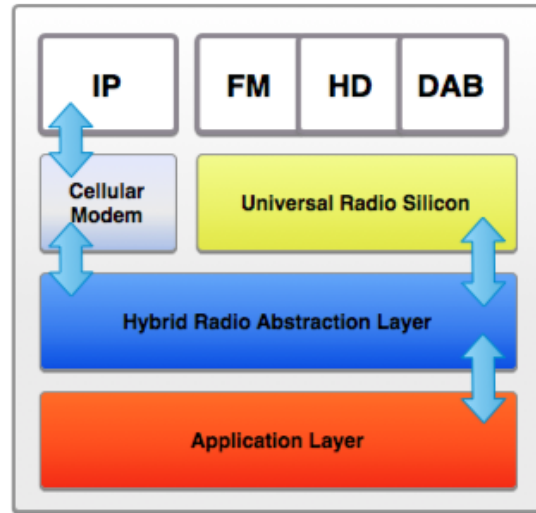 IP
FM
HD
DAB
Cellular
Modem
Universal Radio Silicon
Hybrid Radio Abstraction Layer
Application Layer